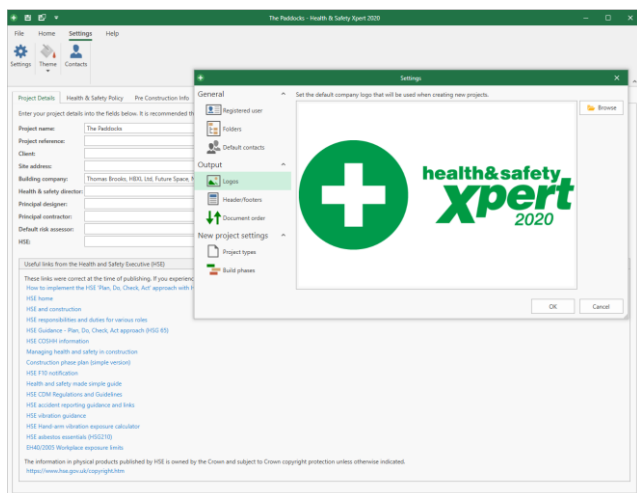 The Paddocks - Health & Safety Xpert 2020
File Home Settings Help
Settings Theme Contacts
Project Details Health & Safety Policy Pre Construction Info
Enter your project details into the fields below. It is recommended th
Project name: The Paddocks
Project reference:
Client:
Site address:
Building company: Thomas Brooks, HBXL Ltd, Future Space,
Health & safety director:
Principal designer:
Principal contractor:
Default risk assessor:
HSE:
Useful links from the Health and Safety Executive (HSE)
These links were correct at the time of publishing. If you experienc
How to implement the HSE 'Plan, Do, Check, Act' approach with
HSE home
HSE and construction
HSE responsibilities and duties for various roles
HSE Guidance - Plan, Do, Check, Act approach (HSG 65)
HSE COSHH information
Managing health and safety in construction
Construction phase plan (simple version)
HSE F10 notification
Health and safety made simple guide
HSE CDM Regulations and Guidelines
HSE accident reporting guidance and links
HSE vibration guidance
HSE Hand-arm vibration exposure calculator
HSE asbestos essentials (HSG210)
EH40/2005 Workplace exposure limits
The information in physical products published by HSE is owned by the Crown and subject to Crown copyright protection unless otherwise indicated.
https://www.hse.gov.uk/copyright.htm
Settings
General
Registered user
Folders
Default contacts
Output
Logos
Header/footers
Document order
New project settings
Project types
Build phases
Set the default company logo that will be used when creating new projects.
Browse
health&safety
xpert
2020
OK Cancel